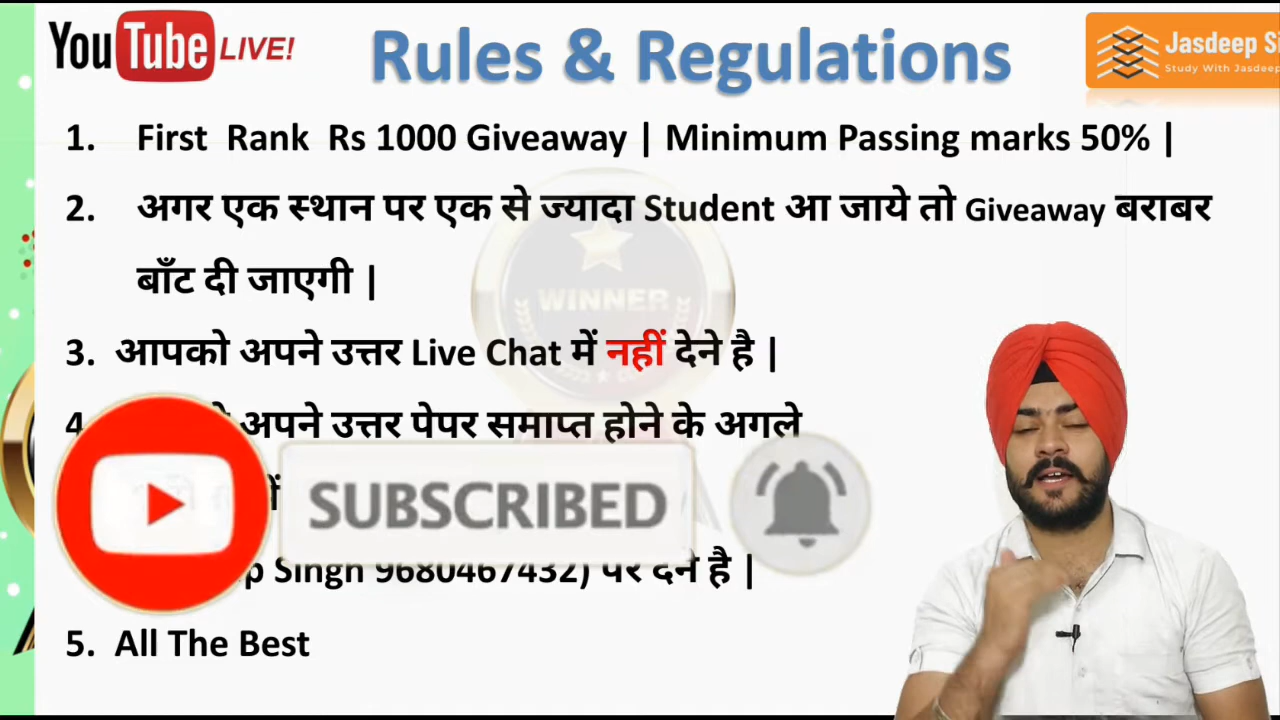 YouTube LIVE!
Rules & Regulations
Jasdeep Si
Study With Jasdeep
1. First Rank Rs 1000 Giveaway | Minimum Passing marks 50% |
2. अगर एक स्थान पर एक से ज्यादा Student आ जाये तो Giveaway बराबर
बाँट दी जाएगी |
WINNER
3. आपको अपने उत्तर Live Chat में नहीं देने है |
4. अपने उत्तर पेपर समाप्त होने के अगले
SUBSCRIBED
Singh 9680467432) पर देने है |
5. All The Best